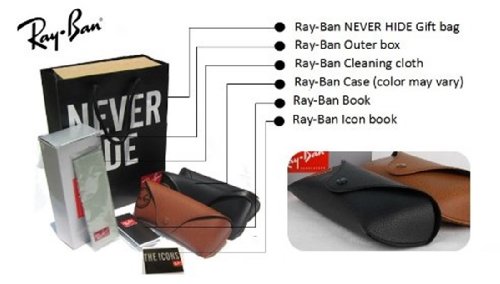 Ray-Ban
Ray-Ban NEVER HIDE Gift bag
Ray-Ban Outer box
Ray-Ban Cleaning cloth
Ray-Ban Case (color may vary)
Ray-Ban Book
Ray-Ban Icon book
NEVER
THE ICONS
Ray-Ban